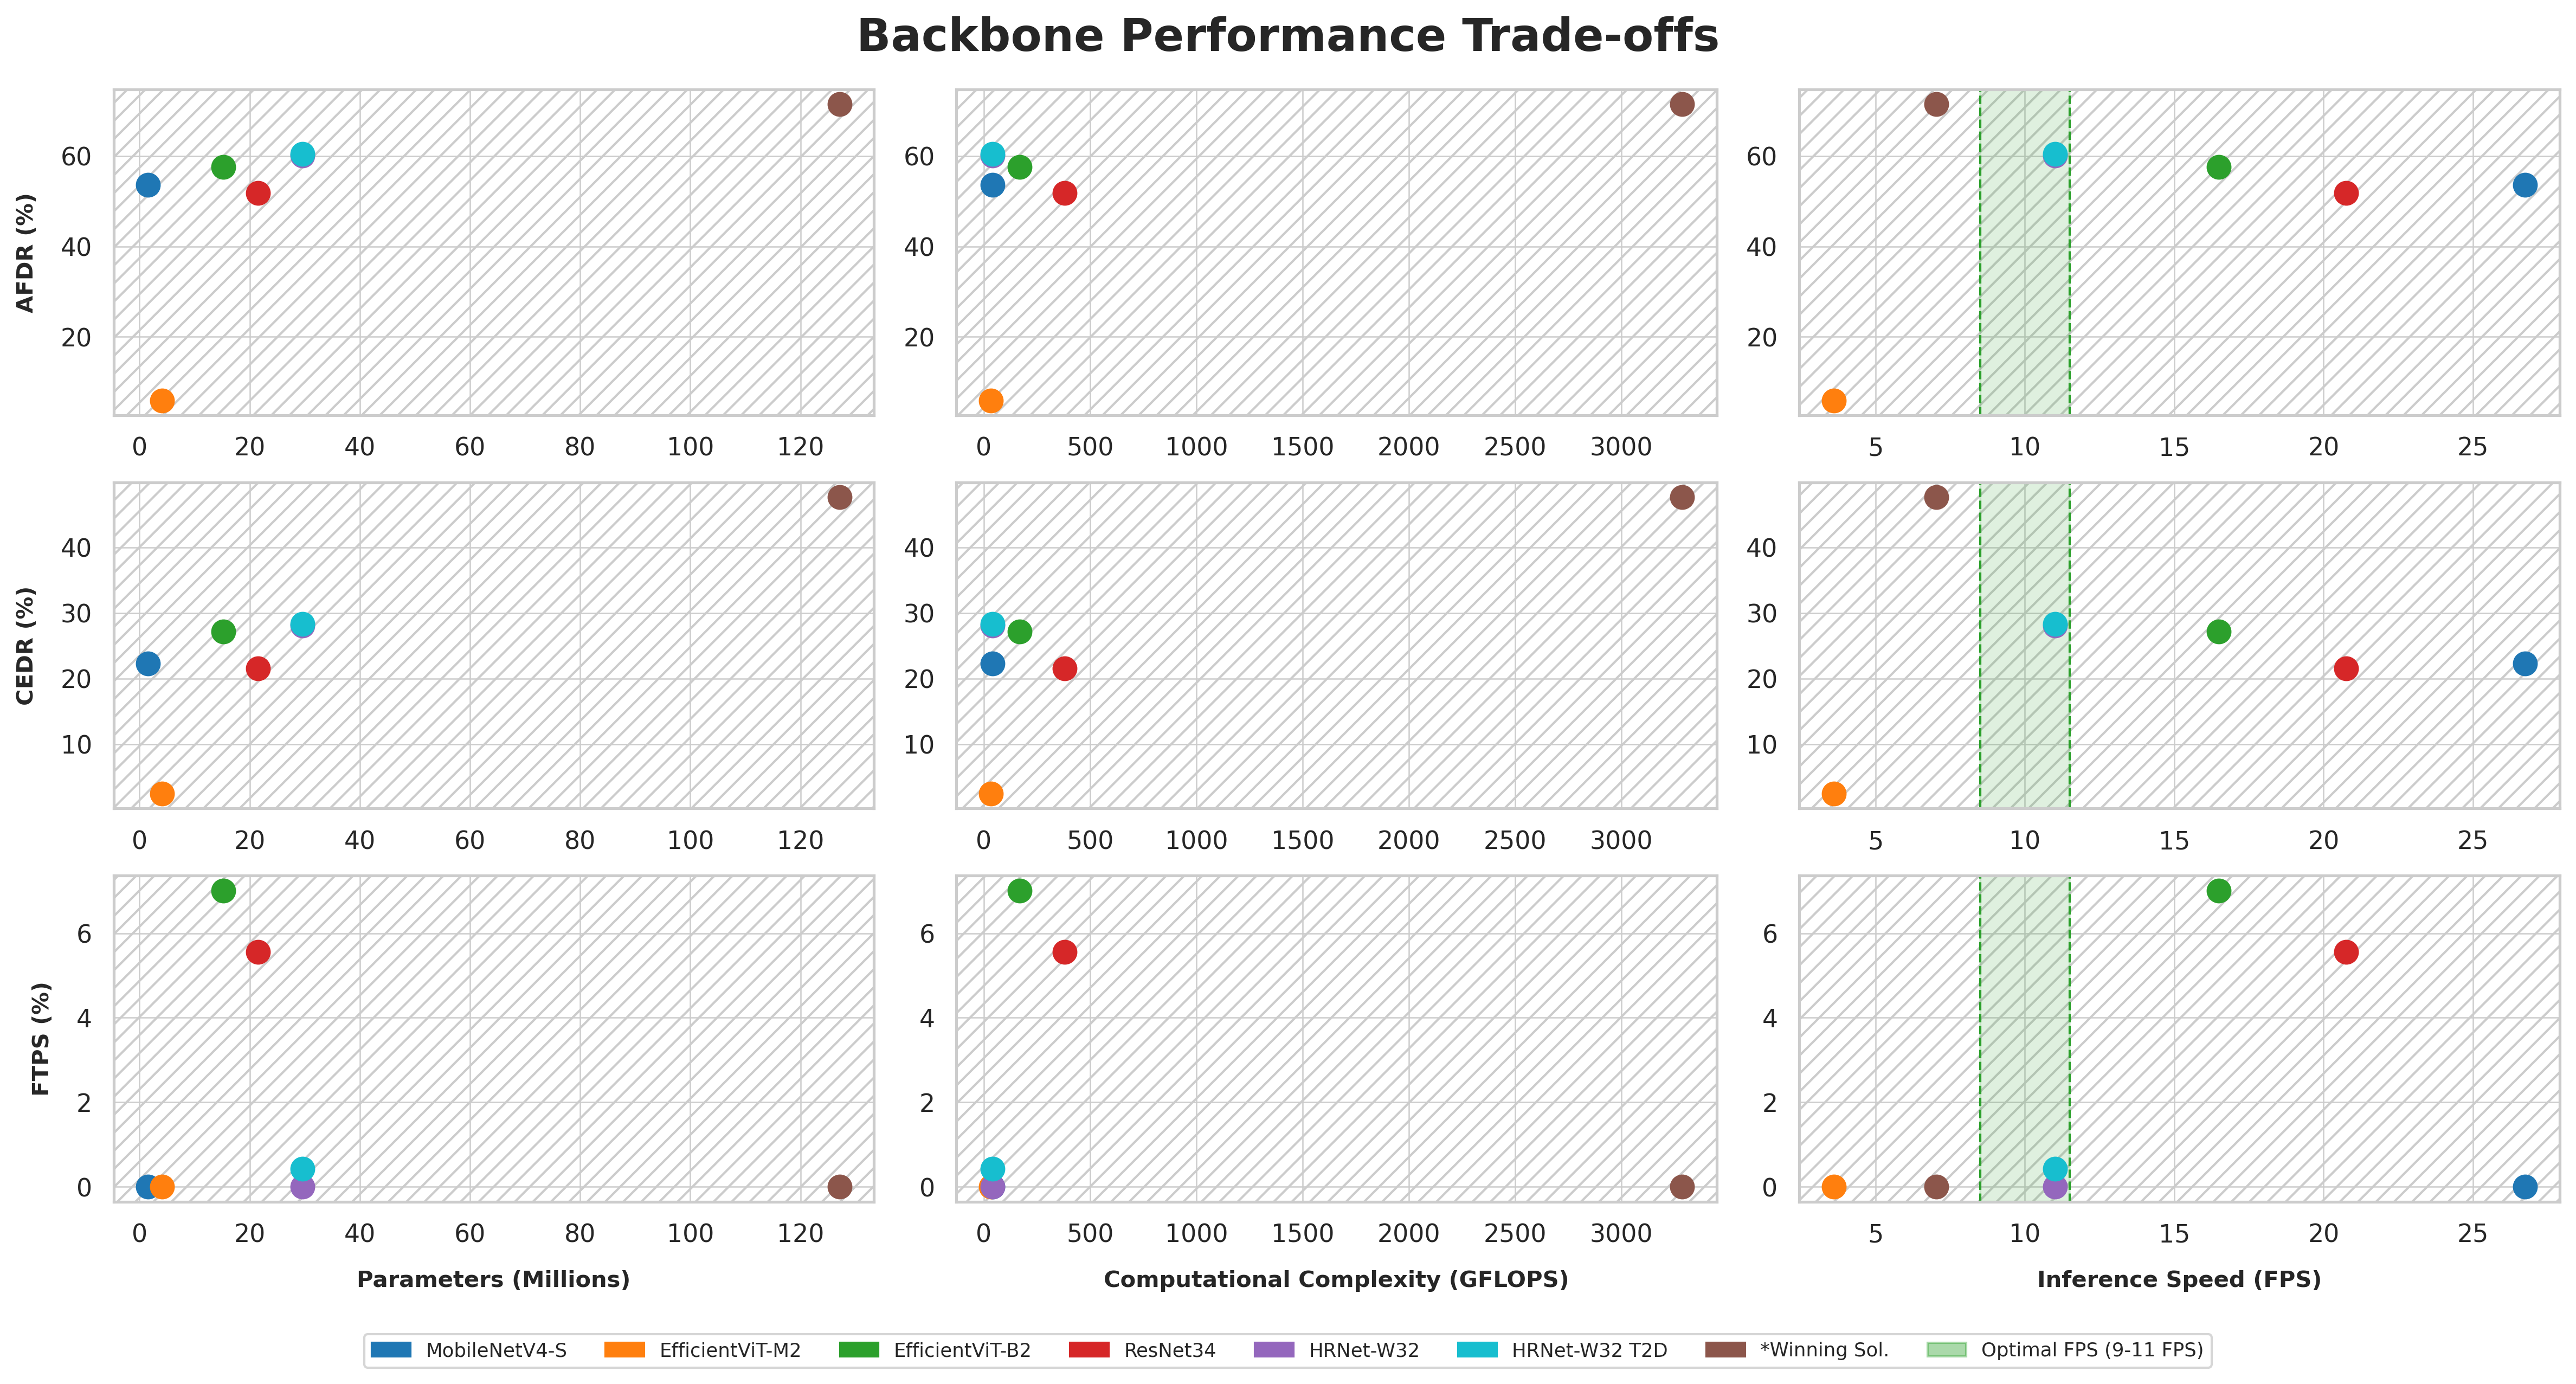 Backbone Performance Trade-offs
AFDR (%)
60
40
20
0 20 40 60 80 100 120
60
40
20
0 500 1000 1500 2000 2500 3000
60
40
20
5 10 15 20 25
CEDR (%)
40
30
20
10
0 20 40 60 80 100 120
40
30
20
10
0 500 1000 1500 2000 2500 3000
40
30
20
10
5 10 15 20 25
FTPS (%)
6
4
2
0
0 20 40 60 80 100 120
Parameters (Millions)
6
4
2
0
0 500 1000 1500 2000 2500 3000
Computational Complexity (GFLOPS)
6
4
2
0
5 10 15 20 25
Inference Speed (FPS)
MobileNetV4-S EfficientViT-M2 EfficientViT-B2 ResNet34 HRNet-W32 HRNet-W32 T2D *Winning Sol. Optimal FPS (9-11 FPS)